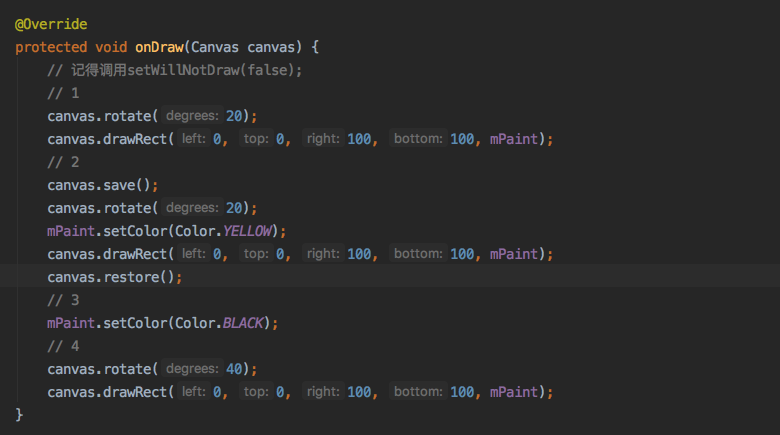 @Override
protected void onDraw(Canvas canvas) {
// 记得调用setWillNotDraw(false);
// 1
canvas.rotate( degrees: 20);
canvas.drawRect( left: 0, top: 0, right: 100, bottom: 100, mPaint);
// 2
canvas.save();
canvas.rotate( degrees: 20);
mPaint.setColor(Color.YELLOW);
canvas.drawRect( left: 0, top: 0, right: 100, bottom: 100, mPaint);
canvas.restore();
// 3
mPaint.setColor(Color.BLACK);
// 4
canvas.rotate( degrees: 40);
canvas.drawRect( left: 0, top: 0, right: 100, bottom: 100, mPaint);
}